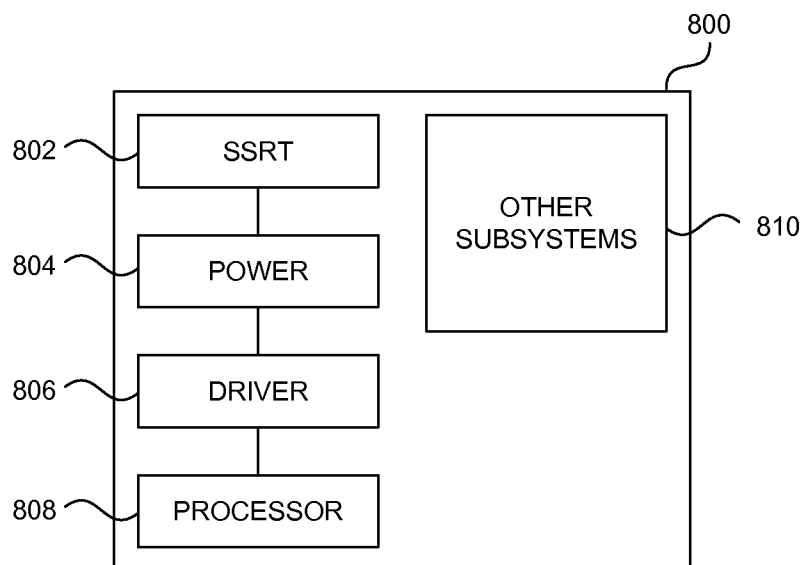 800
802
SSRT
804
POWER
806
DRIVER
808
PROCESSOR
OTHER
SUBSYSTEMS
810